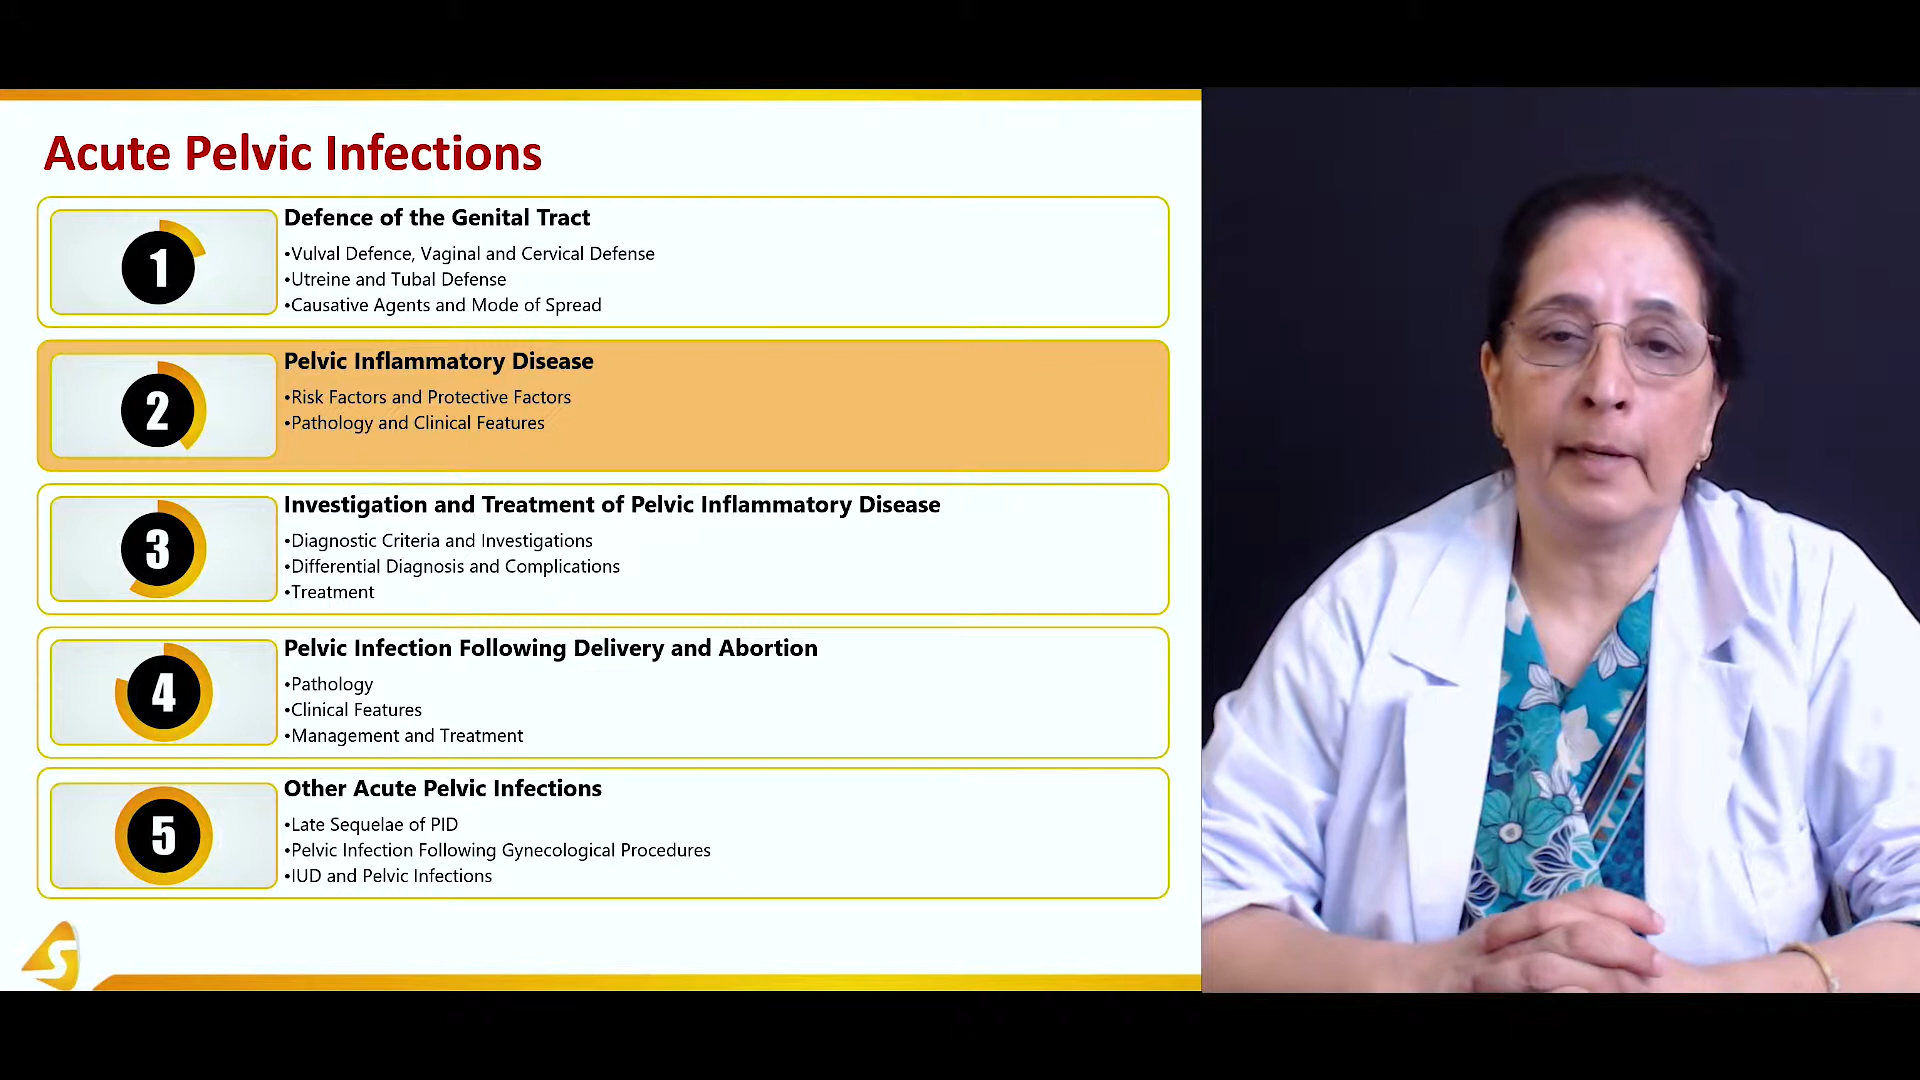 Acute Pelvic Infections
1
Defence of the Genital Tract
•Vulval Defence, Vaginal and Cervical Defense
•Utreine and Tubal Defense
•Causative Agents and Mode of Spread
2
Pelvic Inflammatory Disease
•Risk Factors and Protective Factors
•Pathology and Clinical Features
3
Investigation and Treatment of Pelvic Inflammatory Disease
•Diagnostic Criteria and Investigations
•Differential Diagnosis and Complications
•Treatment
4
Pelvic Infection Following Delivery and Abortion
•Pathology
•Clinical Features
•Management and Treatment
5
Other Acute Pelvic Infections
•Late Sequelae of PID
•Pelvic Infection Following Gynecological Procedures
•IUD and Pelvic Infections
S